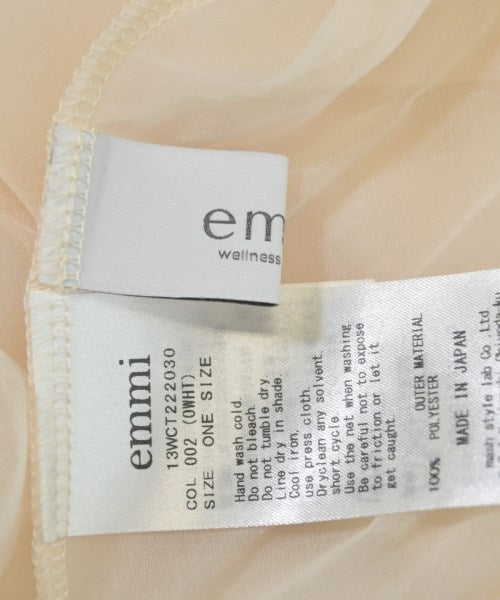 em
wellness
emmi
13WCT222030
COL 002 (OWHT)
SIZE ONE SIZE
Hand wash cold.
Do not bleach.
Do not tumble dry.
Line dry in shade
Cool iron.
use press cloth.
Dryclean any solvent.
short cycle
Use the net when washing
Be careful not to expose
to friction or let it
get caught.
OUTER MATERIAL
100% POLYESTER
MADE IN JAPAN
mash style lab Co. Ltd.